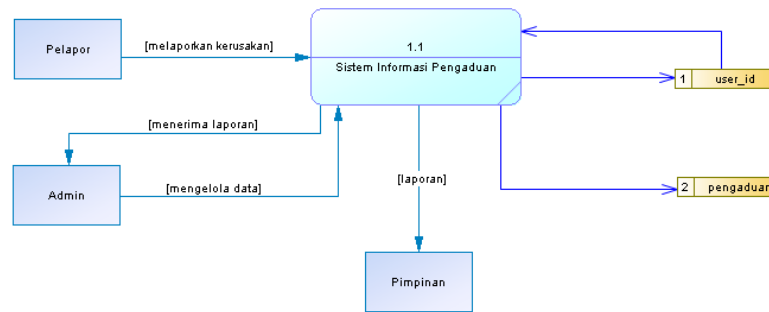 1.1
Sistem Informasi Pengaduan
Pelapor
[melaporkan kerusakan]
1 user_id
[menerima laporan]
Admin
[mengelola data]
[laporan]
2 pengaduan
Pimpinan